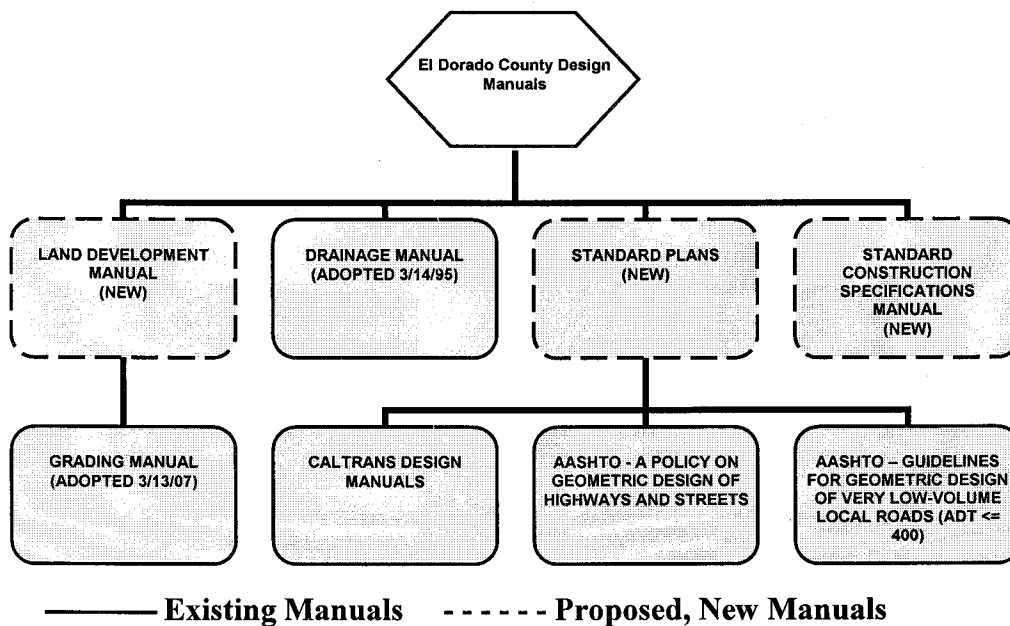 El Dorado County Design
Manuals
LAND DEVELOPMENT
MANUAL
(NEW)
DRAINAGE MANUAL
(ADOPTED 3/14/95)
STANDARD PLANS
(NEW)
STANDARD
CONSTRUCTION
SPECIFICATIONS
MANUAL
(NEW)
GRADING MANUAL
(ADOPTED 3/13/07)
CALTRANS DESIGN
MANUALS
AASHTO - A POLICY ON
GEOMETRIC DESIGN OF
HIGHWAYS AND STREETS
AASHTO – GUIDELINES
FOR GEOMETRIC DESIGN
OF VERY LOW-VOLUME
LOCAL ROADS (ADT <=
400)
Existing Manuals
Proposed, New Manuals